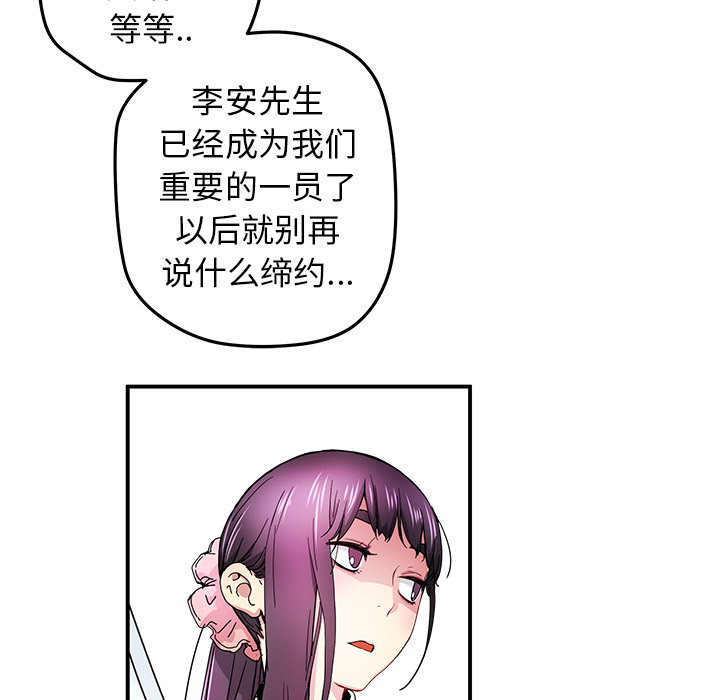 等等..
李安先生
已经成为我们
重要的一员了
以后就别再
说什么缔约...